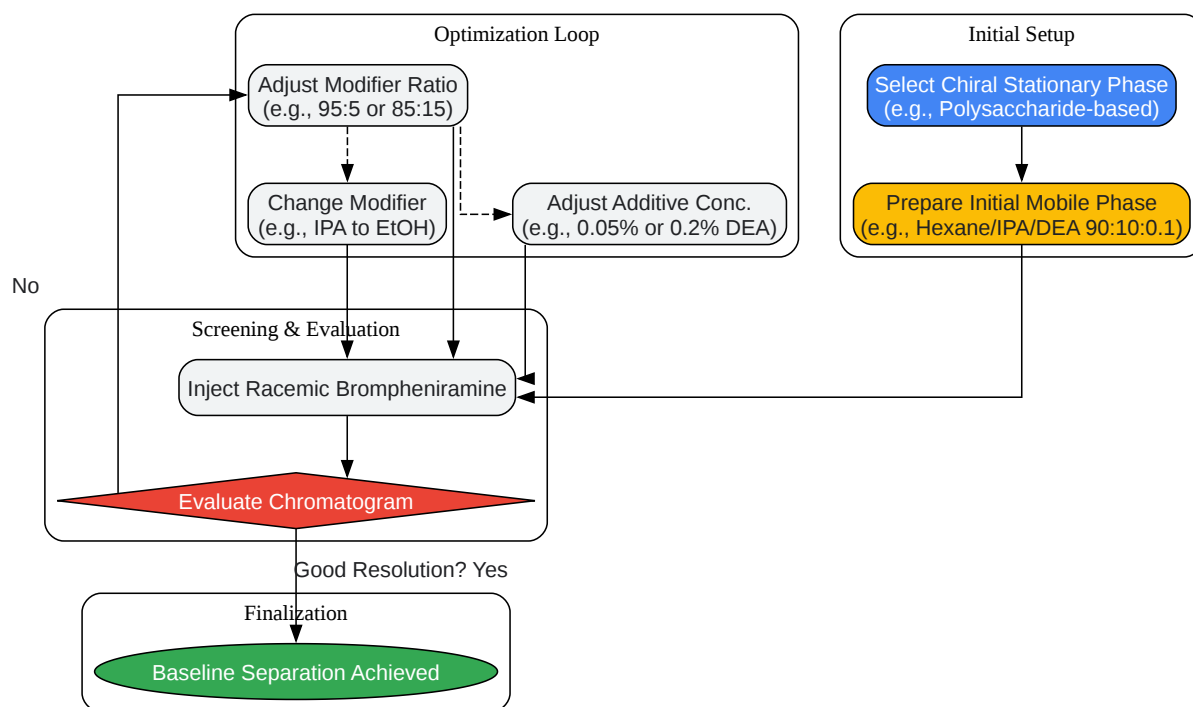 Optimization Loop
Adjust Modifier Ratio
(e.g., 95:5 or 85:15)
Change Modifier
(e.g., IPA to EtOH)
Adjust Additive Conc.
(e.g., 0.05% or 0.2% DEA)
Initial Setup
Select Chiral Stationary Phase
(e.g., Polysaccharide-based)
Prepare Initial Mobile Phase
(e.g., Hexane/IPA/DEA 90:10:0.1)
No
Screening & Evaluation
Inject Racemic Brompheniramine
Evaluate Chromatogram
Good Resolution? Yes
Finalization
Baseline Separation Achieved